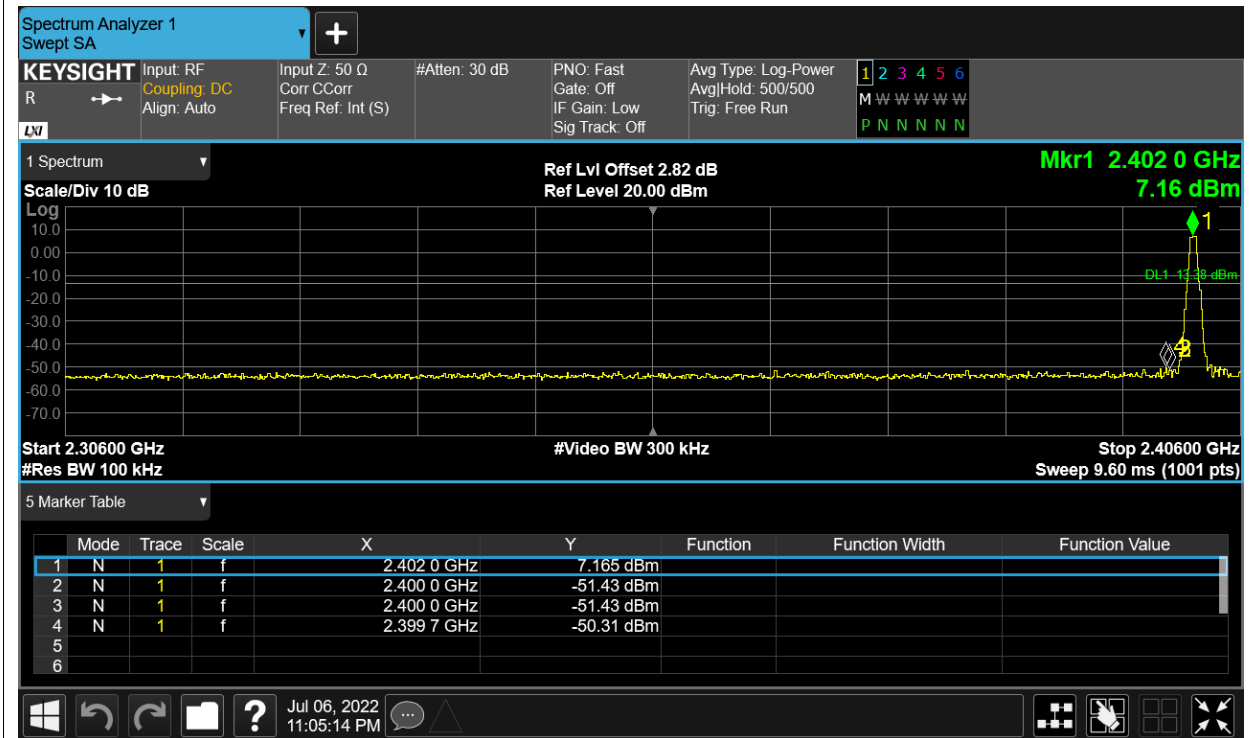 Spectrum Analyzer 1
Swept SA
KEYSIGHT
R
LXI
Input: RF
Coupling: DC
Align: Auto
Input Z: 50 Ω
Corr CCorr
Freq Ref: Int (S)
#Atten: 30 dB
PNO: Fast
Gate: Off
IF Gain: Low
Sig Track: Off
Avg Type: Log-Power
Avg|Hold: 500/500
Trig: Free Run
1 2 3 4 5 6
M W W W W W
P N N N N N
1 Spectrum
Scale/Div 10 dB
Ref Lvl Offset 2.82 dB
Ref Level 20.00 dBm
Mkr1 2.402 0 GHz
7.16 dBm
Log
10.0
0.00
-10.0
-20.0
-30.0
-40.0
-50.0
-60.0
-70.0
1
DL1 -13.38 dBm
Start 2.30600 GHz
#Res BW 100 kHz
#Video BW 300 kHz
Stop 2.40600 GHz
Sweep 9.60 ms (1001 pts)
5 Marker Table
Mode Trace Scale X Y Function Function Width Function Value
1 N 1 f 2.402 0 GHz 7.165 dBm
2 N 1 f 2.400 0 GHz -51.43 dBm
3 N 1 f 2.400 0 GHz -51.43 dBm
4 N 1 f 2.399 7 GHz -50.31 dBm
5
6
?
Jul 06, 2022
11:05:14 PM